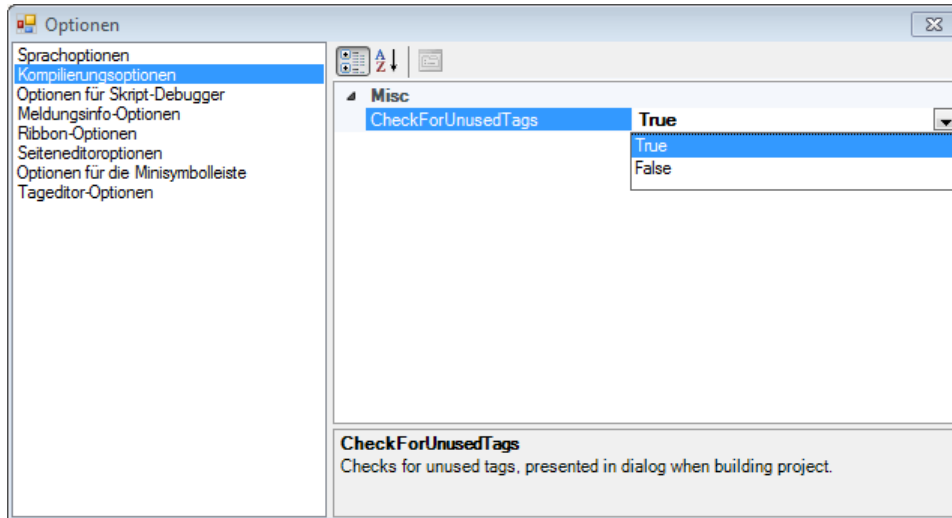 Optionen
Sprachoptionen
Kompilierungsoptionen
Optionen für Skript-Debugger
Meldungsinfo-Optionen
Ribbon-Optionen
Seiteneditoroptionen
Optionen für die Minisymbolleiste
Tageditor-Optionen
A
Z
Misc
CheckForUnusedTags True
True
False
CheckForUnusedTags
Checks for unused tags, presented in dialog when building project.